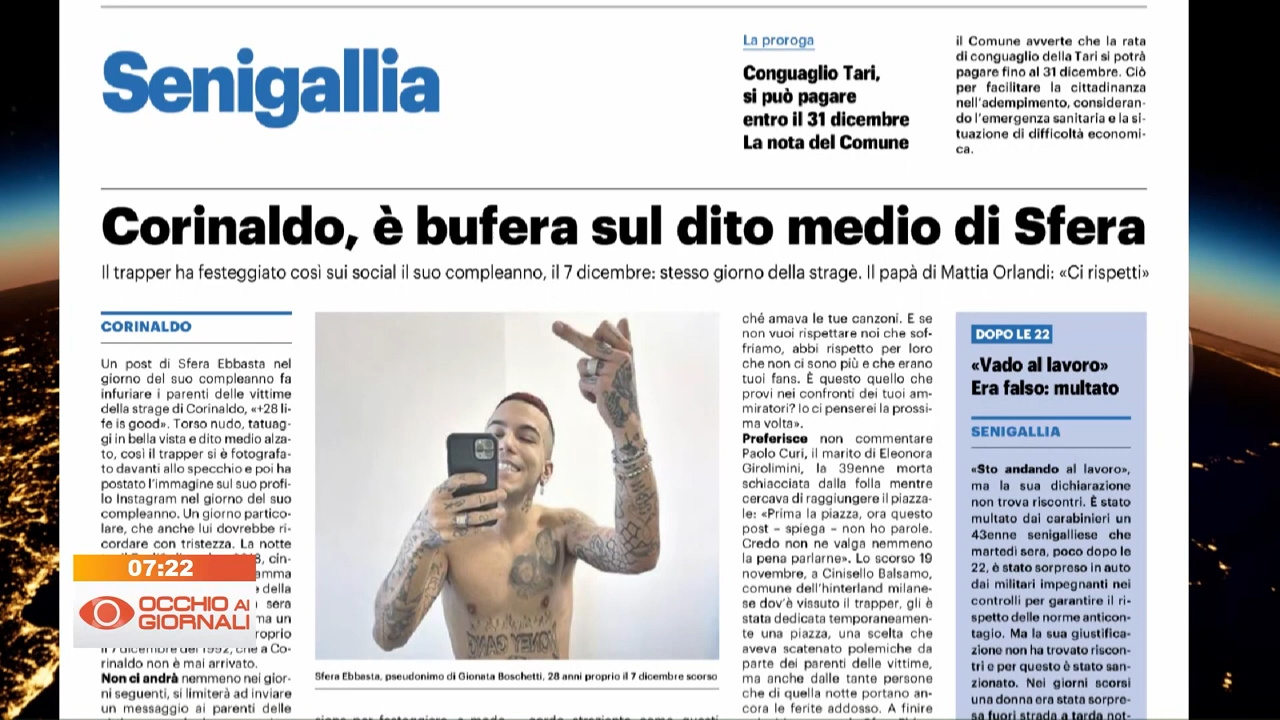 Senigallia
La proroga
Conguaglio Tari,
si può pagare
entro il 31 dicembre
La nota del Comune
il Comune avverte che la rata
di conguaglio della Tari si potrà
pagare fino al 31 dicembre. Ciò
per facilitare la cittadinanza
nell'adempimento, consideran-
do l'emergenza sanitaria e la si-
tuazione di difficoltà economi-
ca.
Corinaldo, è bufera sul dito medio di Sfera
Il trapper ha festeggiato così sui social il suo compleanno, il 7 dicembre: stesso giorno della strage. Il papà di Mattia Orlandi: «Ci rispetti»
CORINALDO
Un post di Sfera Ebbasta nel
giorno del suo compleanno fa
infuriare i parenti delle vittime
della strage di Corinaldo, «+28 li-
fe is good». Torso nudo, tatuag-
gi in bella vista e dito medio alza-
to, così il trapper si è fotografa-
to davanti allo specchio e poi ha
postato l'immagine sul suo profi-
lo Instagram nel giorno del suo
compleanno. Un giorno partico-
lare, che anche lui dovrebbe ri-
cordare con tristezza. La notte
cin-
amma
della
sera
ma un
roprio
il 7 dicembre del 1992, che a Co-
rinaldo non è mai arrivato.
Non ci andrà nemmeno nei gior-
ni seguenti, si limiterà ad inviare
un messaggio ai parenti delle
07:22
OCCHIO AI
GIORNALI
Sfera Ebbasta, pseudonimo di Gionata Boschetti, 28 anni proprio il 7 dicembre scorso
ché amava le tue canzoni. E se
non vuoi rispettare noi che sof-
friamo, abbi rispetto per loro
che non ci sono più e che erano
tuoi fans. È questo quello che
provi nei confronti dei tuoi am-
miratori? Io ci penserei la prossi-
ma volta».
Preferisce non commentare
Paolo Curi, il marito di Eleonora
Girolimini, la 39enne morta
schiacciata dalla folla mentre
cercava di raggiungere il piazza-
le: «Prima la piazza, ora questo
post – spiega – non ho parole.
Credo non ne valga nemmeno
la pena parlarne». Lo scorso 19
novembre, a Cinisello Balsamo,
comune dell'hinterland milane-
se dov'è vissuto il trapper, gli è
stata dedicata temporaneamen-
te una piazza, una scelta che
aveva scatenato polemiche da
parte dei parenti delle vittime,
ma anche dalle tante persone
che di quella notte portano an-
cora le ferite addosso. A finire
DOPO LE 22
«Vado al lavoro»
Era falso: multato
SENIGALLIA
«Sto andando al lavoro»,
ma la sua dichiarazione
non trova riscontri. È stato
multato dai carabinieri un
43enne senigalliese che
martedì sera, poco dopo le
22, è stato sorpreso in auto
dai militari impegnanti nei
controlli per garantire il ri-
spetto delle norme anticon-
tagio. Ma la sua giustifica-
zione non ha trovato riscon-
tri e per questo è stato san-
zionato. Nei giorni scorsi
una donna era stata sorpre-
sa fuori strada a tarda not-